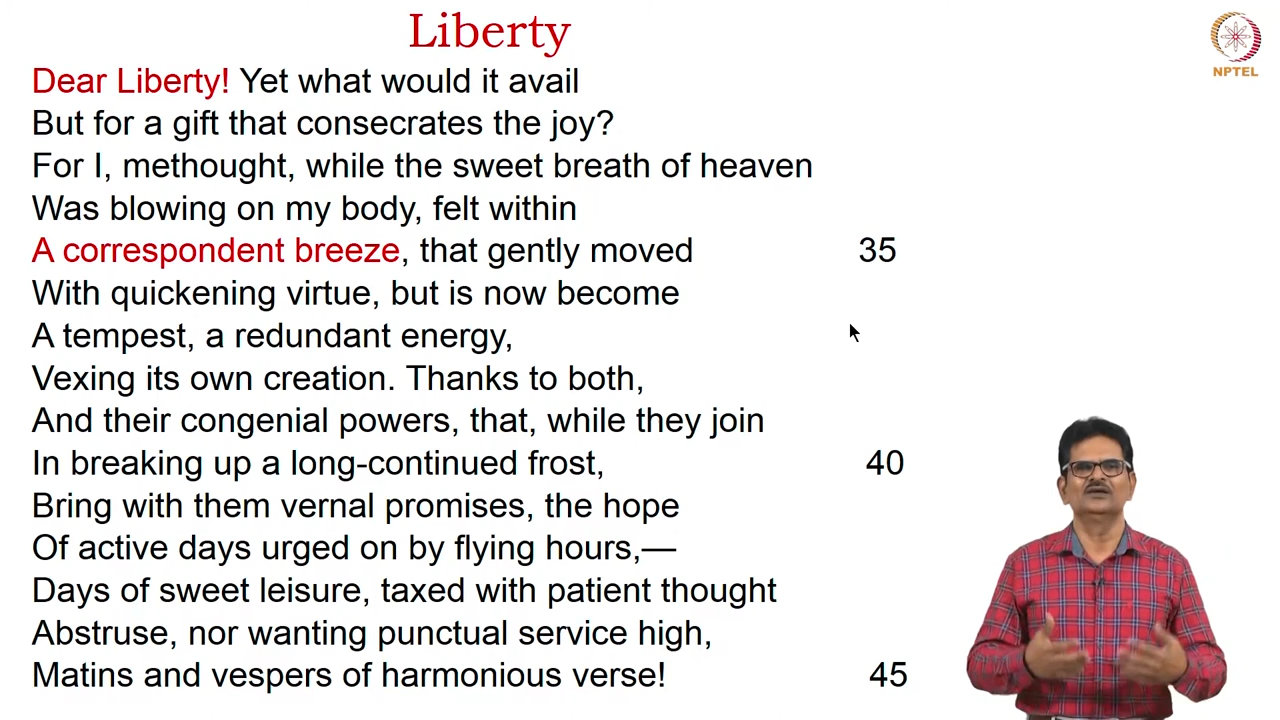 Liberty
NPTEL
Dear Liberty! Yet what would it avail
But for a gift that consecrates the joy?
For I, methought, while the sweet breath of heaven
Was blowing on my body, felt within
A correspondent breeze, that gently moved 35
With quickening virtue, but is now become
A tempest, a redundant energy,
Vexing its own creation. Thanks to both,
And their congenial powers, that, while they join
In breaking up a long-continued frost, 40
Bring with them vernal promises, the hope
Of active days urged on by flying hours,—
Days of sweet leisure, taxed with patient thought
Abstruse, nor wanting punctual service high,
Matins and vespers of harmonious verse! 45